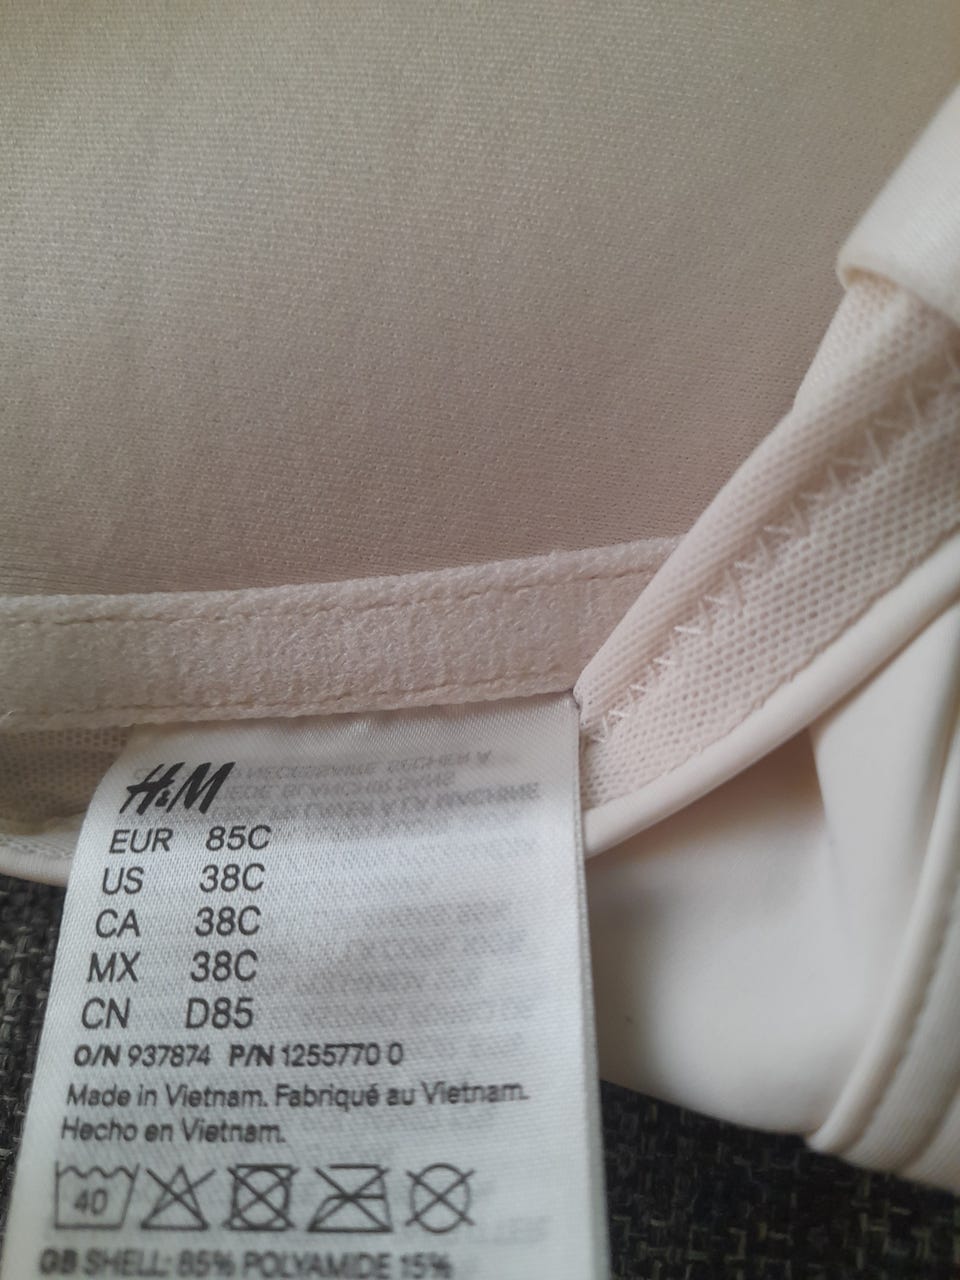 H&M
EUR 85C
US 38C
CA 38C
MX 38C
CN D85
O/N 937874 P/N 1255770 0
Made in Vietnam. Fabriqué au Vietnam.
Hecho en Vietnam.
40
GB SHELL: 85% POLYAMIDE 15%